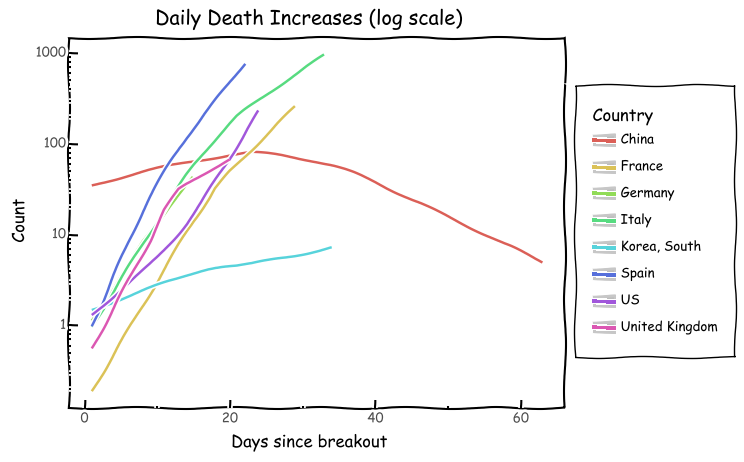 Daily Death Increases (log scale)
1000
100
10
1
Count
0 20 40 60
Days since breakout
Country
China
France
Germany
Italy
Korea, South
Spain
US
United Kingdom